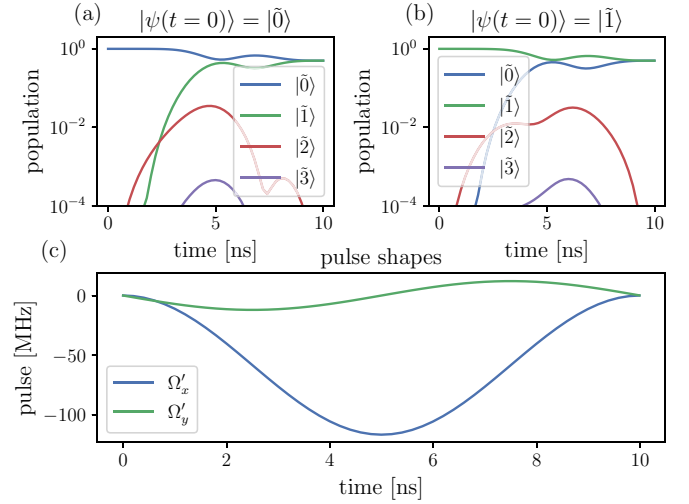 (a) |ψ(t = 0)⟩ = |0̃⟩
(b) |ψ(t = 0)⟩ = |1̃⟩
population
10⁰
10⁻²
10⁻⁴
|0̃⟩
|1̃⟩
|2̃⟩
|3̃⟩
0 5 10
time [ns]
population
10⁰
10⁻²
10⁻⁴
|0̃⟩
|1̃⟩
|2̃⟩
|3̃⟩
0 5 10
time [ns]
(c) pulse shapes
pulse [MHz]
0
−50
−100
Ω′ₓ
Ω′_y
0 2 4 6 8 10
time [ns]